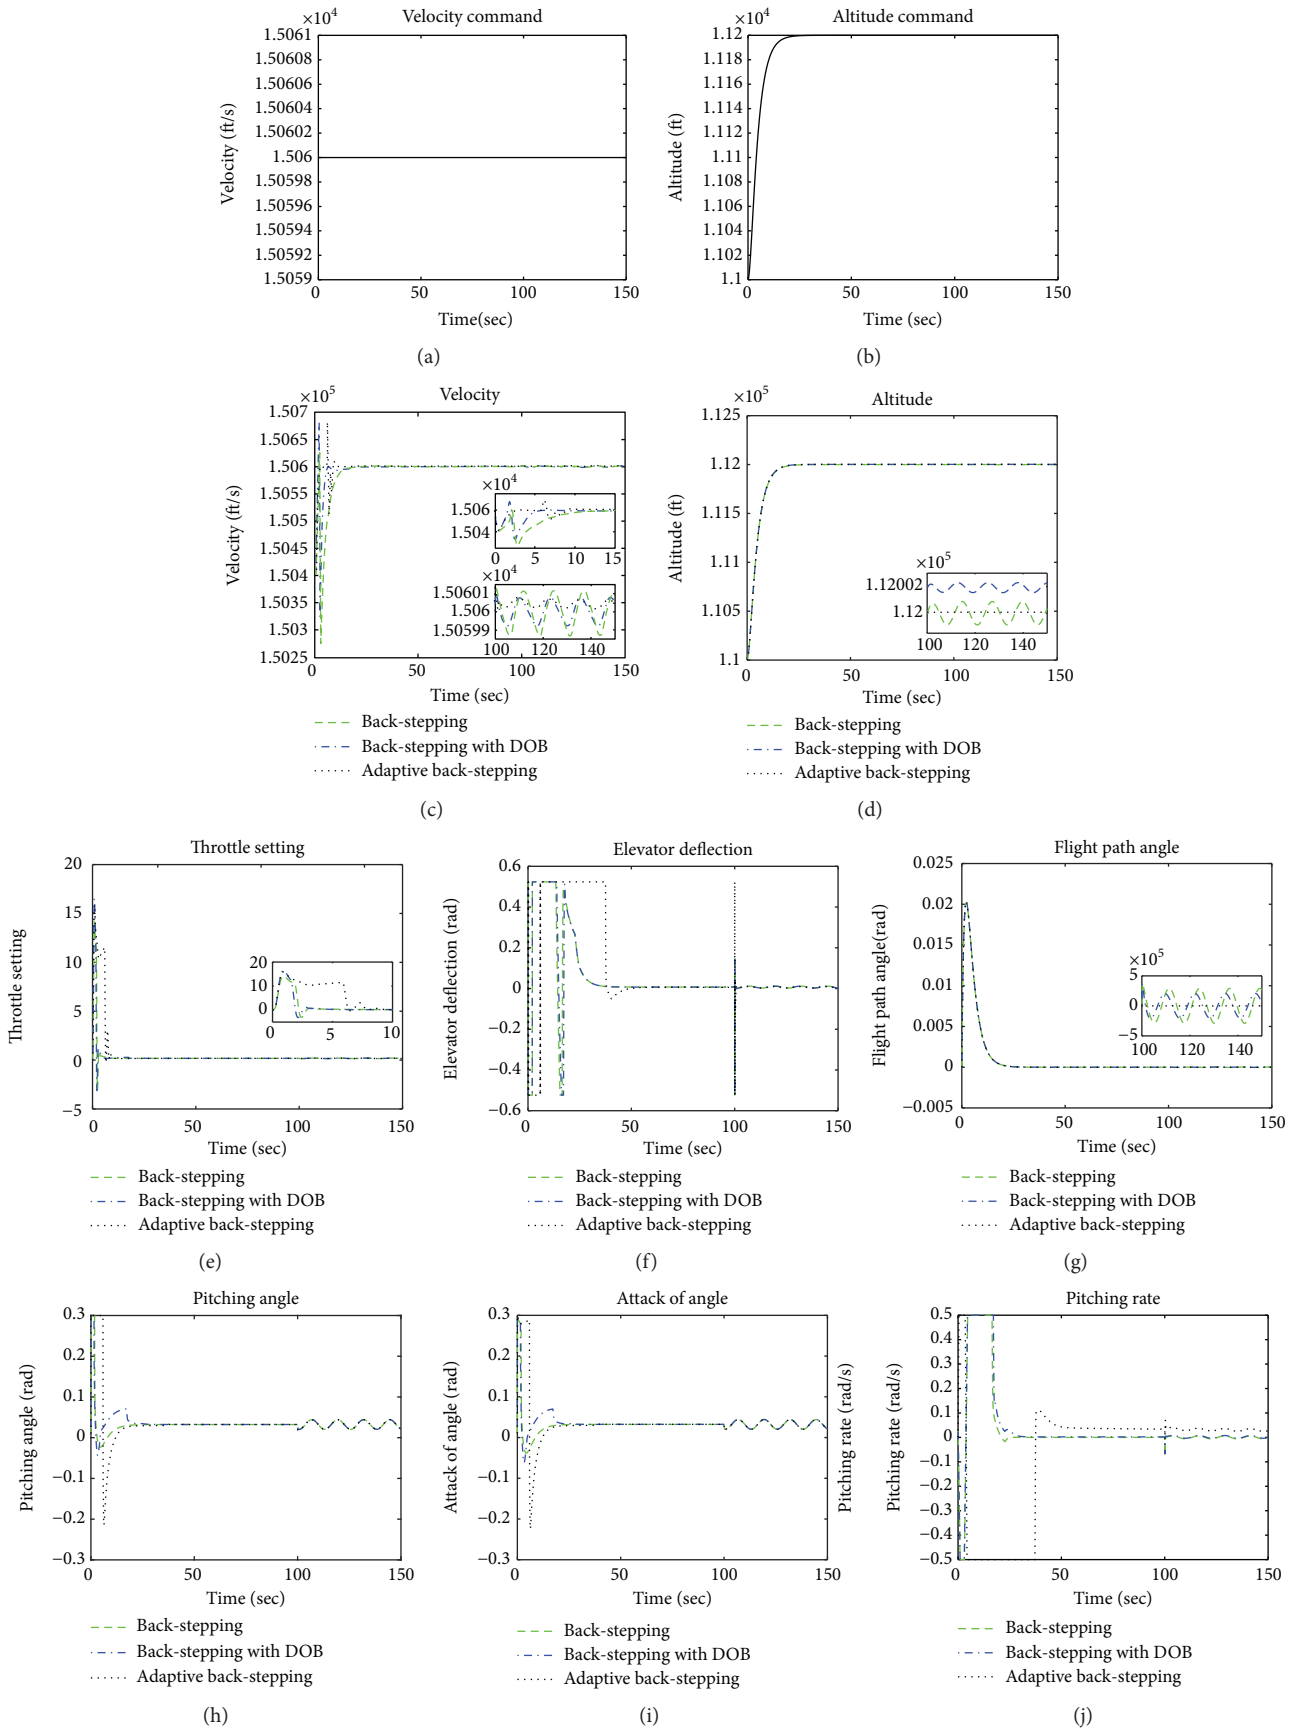 ×10⁴
Velocity command
1.5061
1.50608
1.50606
1.50604
1.50602
1.506
1.50598
1.50596
1.50594
1.50592
1.5059
Velocity (ft/s)
0 50 100 150
Time(sec)
(a)
×10⁴
Altitude command
1.12
1.118
1.116
1.114
1.112
1.11
1.108
1.106
1.104
1.102
1.1
Altitude (ft)
0 50 100 150
Time (sec)
(b)
×10⁵
Velocity
1.507
1.5065
1.506
1.5055
1.505
1.5045
1.504
1.5035
1.503
1.5025
Velocity (ft/s)
×10⁴
1.506
1.504
0 5 10 15
×10⁴
1.50601
1.506
1.50599
100 120 140
0 50 100 150
Time (sec)
Back-stepping
Back-stepping with DOB
Adaptive back-stepping
(c)
×10⁵
Altitude
1.125
1.12
1.115
1.11
1.105
1.1
Altitude (ft)
×10⁵
1.12002
1.12
100 120 140
0 50 100 150
Time (sec)
Back-stepping
Back-stepping with DOB
Adaptive back-stepping
(d)
Throttle setting
20
15
10
5
0
−5
Throttle setting
20
10
0
0 5 10
0 50 100 150
Time (sec)
Back-stepping
Back-stepping with DOB
Adaptive back-stepping
(e)
Elevator deflection
0.6
0.4
0.2
0
−0.2
−0.4
−0.6
Elevator deflection (rad)
0 50 100 150
Time (sec)
Back-stepping
Back-stepping with DOB
Adaptive back-stepping
(f)
Flight path angle
0.025
0.02
0.015
0.01
0.005
0
−0.005
Flight path angle(rad)
×10⁵
5
0
−5
100 120 140
0 50 100 150
Time (sec)
Back-stepping
Back-stepping with DOB
Adaptive back-stepping
(g)
Pitching angle
0.3
0.2
0.1
0
−0.1
−0.2
−0.3
Pitching angle (rad)
0 50 100 150
Time (sec)
Back-stepping
Back-stepping with DOB
Adaptive back-stepping
(h)
Attack of angle
0.3
0.2
0.1
0
−0.1
−0.2
−0.3
Attack of angle (rad)
0 50 100 150
Time (sec)
Back-stepping
Back-stepping with DOB
Adaptive back-stepping
(i)
Pitching rate
0.5
0.4
0.3
0.2
0.1
0
−0.1
−0.2
−0.3
−0.4
−0.5
Pitching rate (rad/s)
Pitching rate (rad/s)
0 50 100 150
Time (sec)
Back-stepping
Back-stepping with DOB
Adaptive back-stepping
(j)